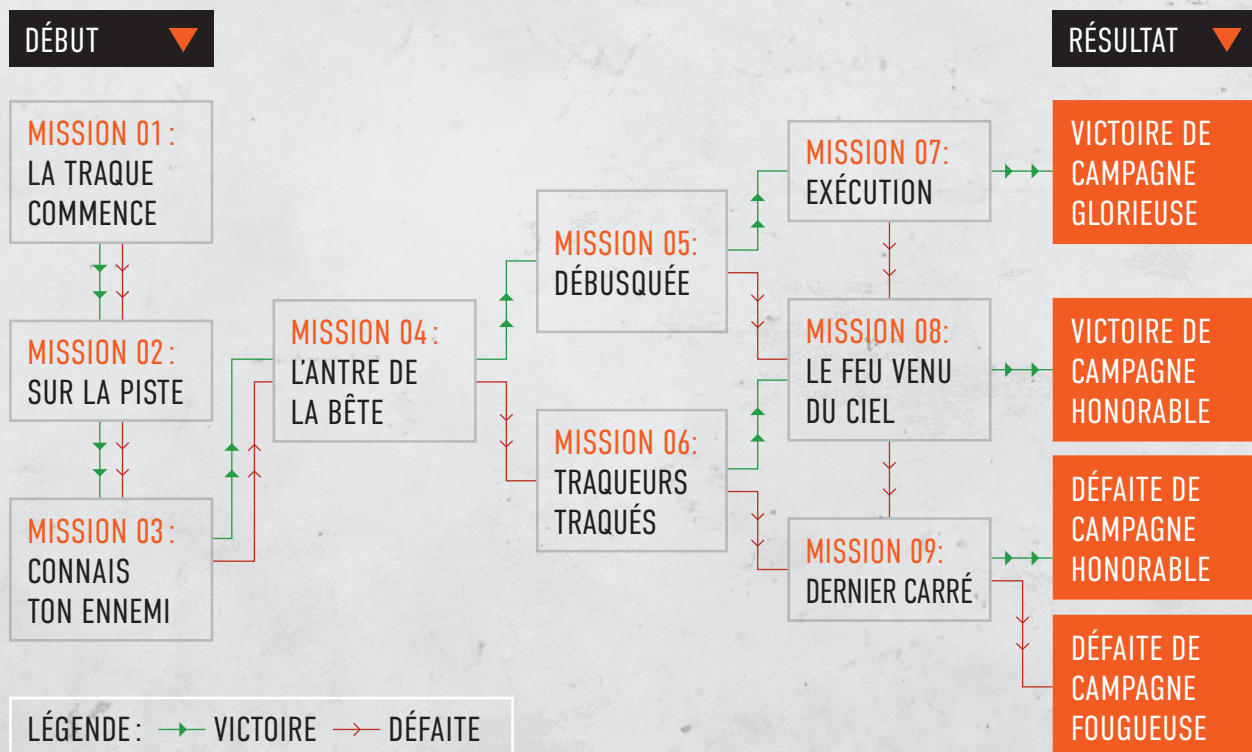 DÉBUT
MISSION 01 :
LA TRAQUE
COMMENCE
MISSION 02 :
SUR LA PISTE
MISSION 03 :
CONNAIS
TON ENNEMI
MISSION 04 :
L'ANTRE DE
LA BÊTE
MISSION 05:
DÉBUSQUÉE
MISSION 06:
TRAQUEURS
TRAQUÉS
MISSION 07:
EXÉCUTION
MISSION 08:
LE FEU VENU
DU CIEL
MISSION 09:
DERNIER CARRÉ
RÉSULTAT
VICTOIRE DE
CAMPAGNE
GLORIEUSE
VICTOIRE DE
CAMPAGNE
HONORABLE
DÉFAITE DE
CAMPAGNE
HONORABLE
DÉFAITE DE
CAMPAGNE
FOUGUEUSE
LÉGENDE : VICTOIRE DÉFAITE